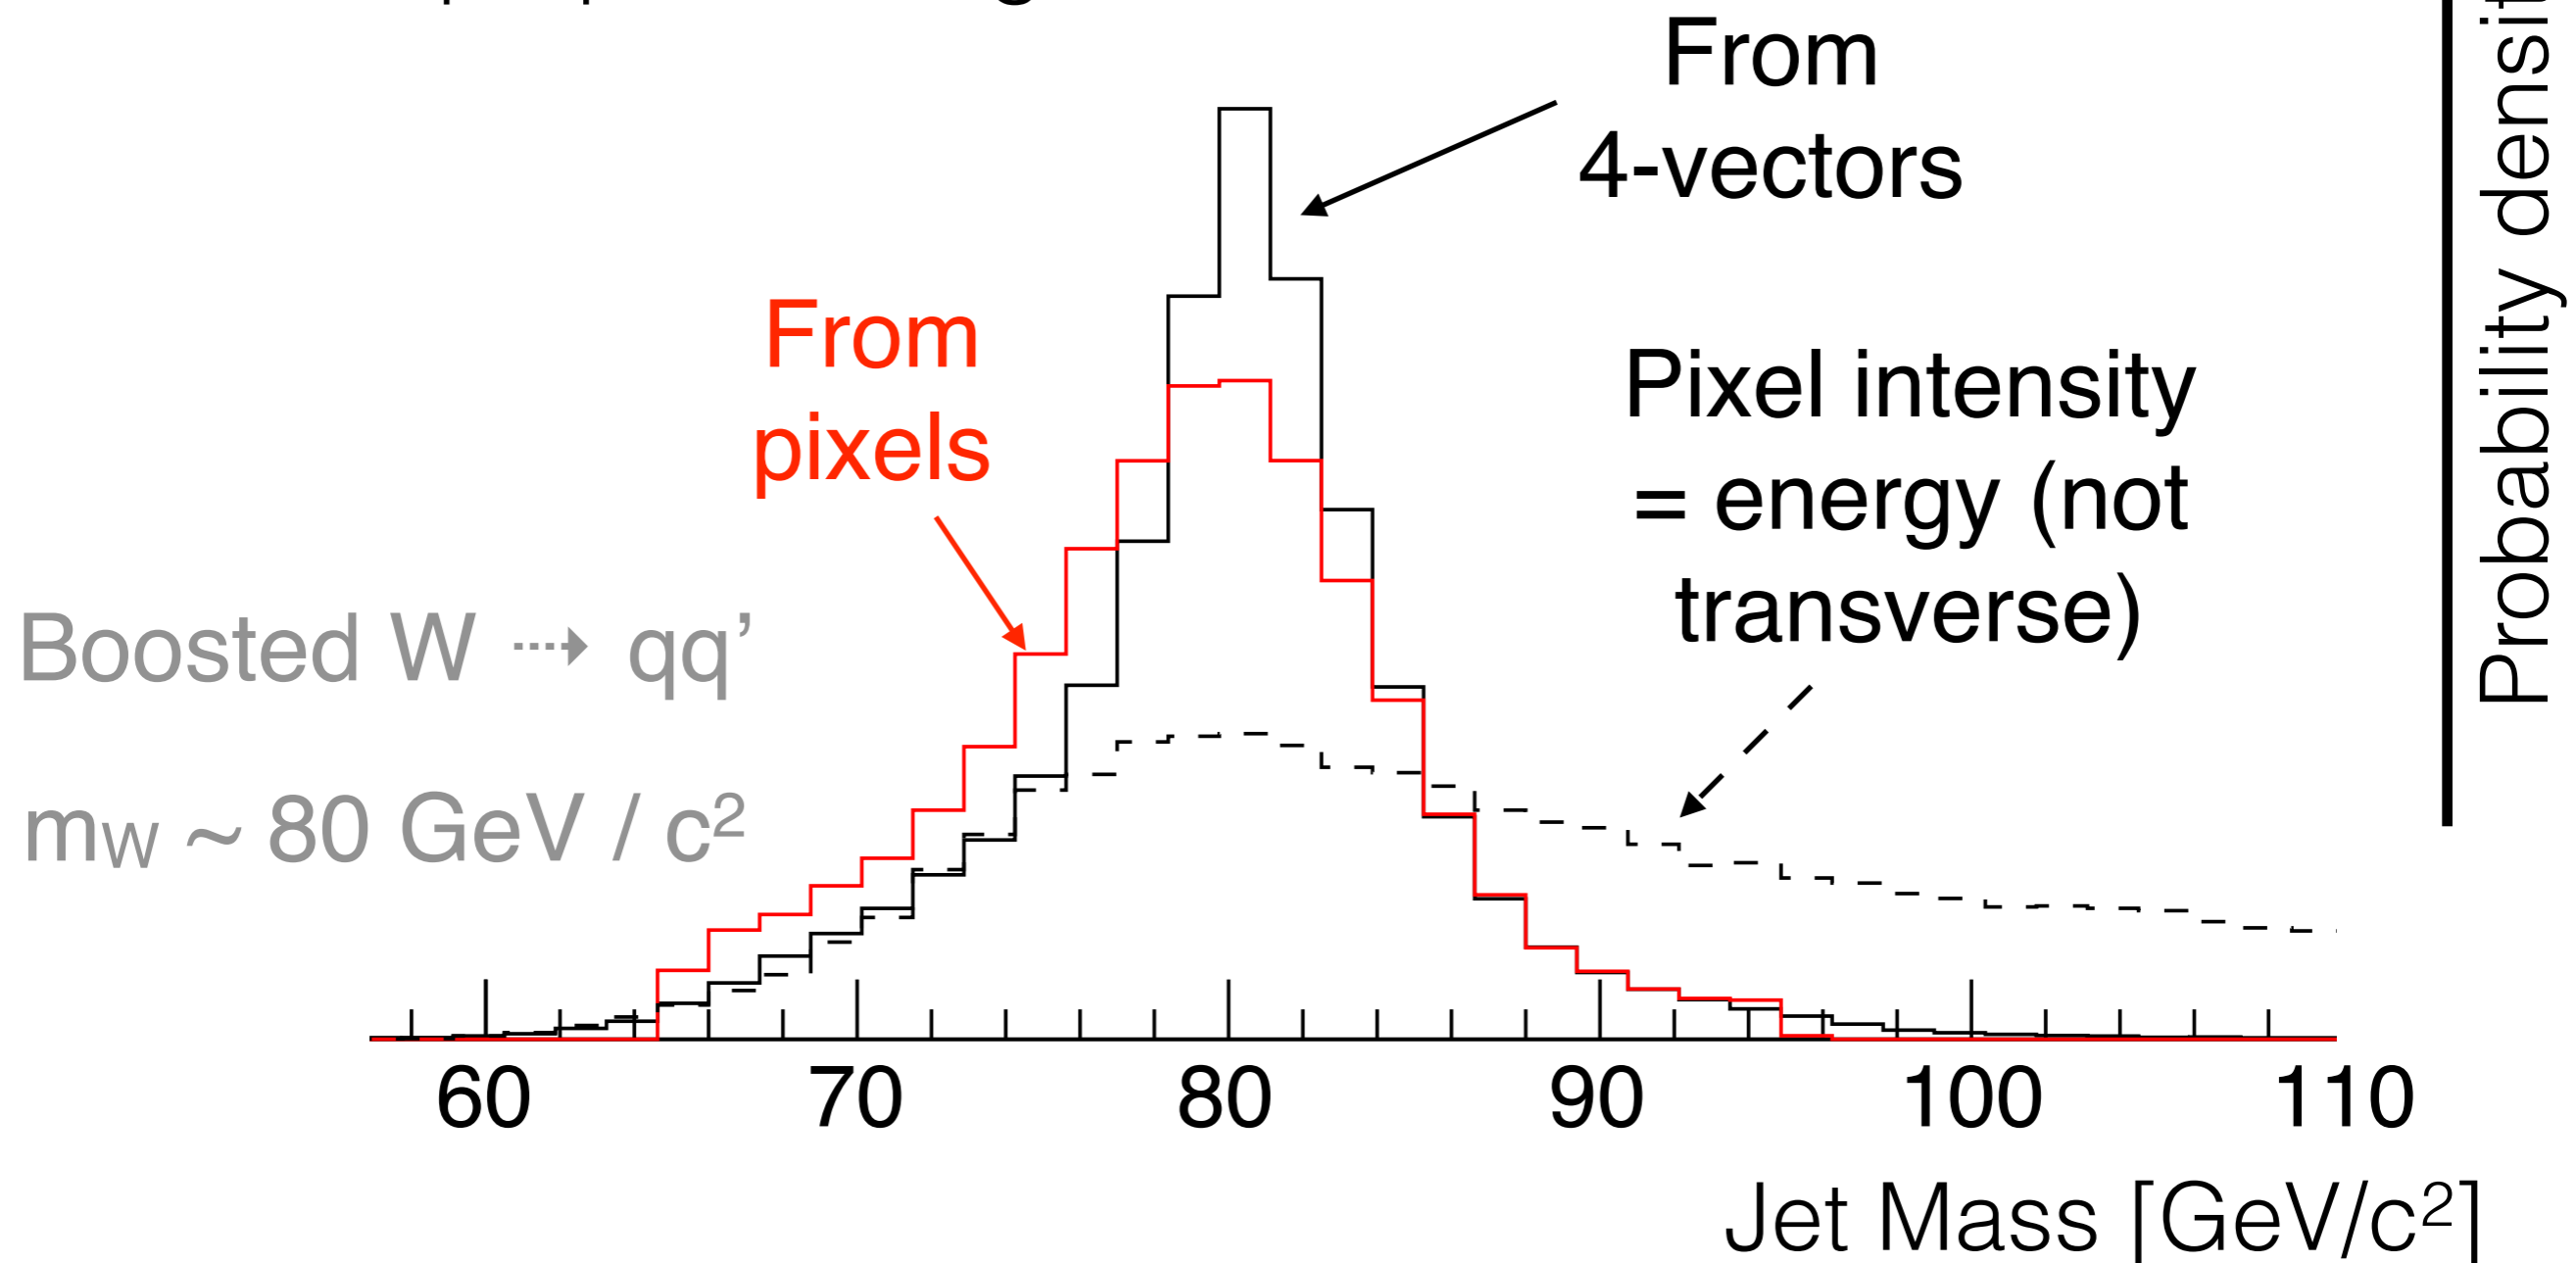 From
4-vectors
From
pixels
Pixel intensity
= energy (not
transverse)
Boosted W ⇢ qq’
mW ~ 80 GeV / c²
60 70 80 90 100 110
Jet Mass [GeV/c²]
Probability